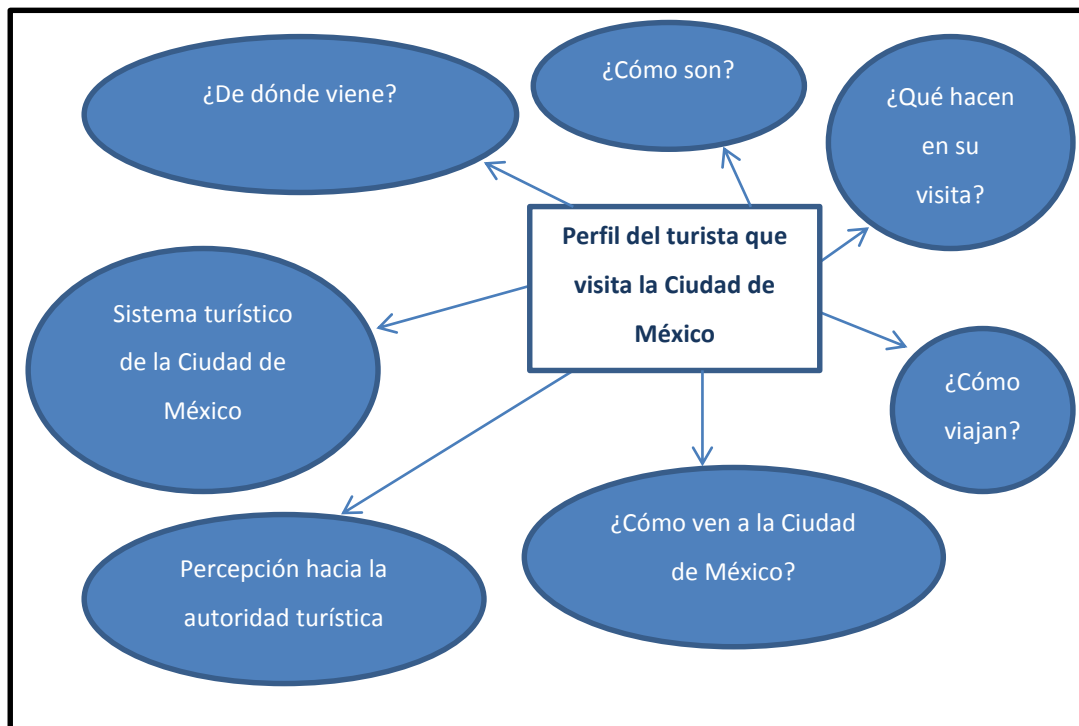 ¿De dónde viene?
¿Cómo son?
¿Qué hacen
en su
visita?
Perfil del turista que
visita la Ciudad de
México
Sistema turístico
de la Ciudad de
México
¿Cómo
viajan?
¿Cómo ven a la Ciudad
de México?
Percepción hacia la
autoridad turística